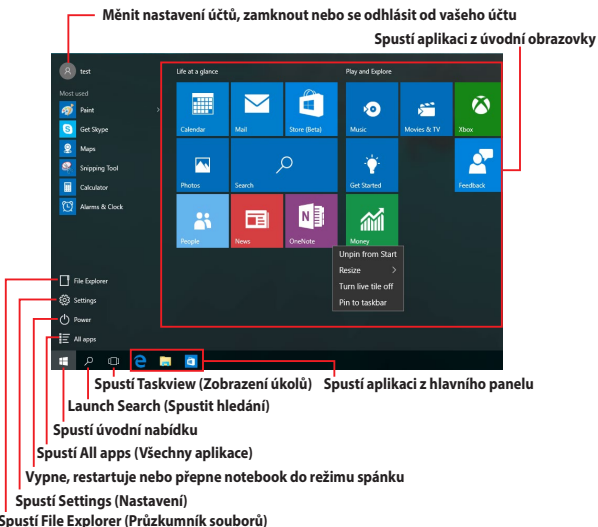 Měnit nastavení účtů, zamknout nebo se odhlásit od vašeho účtu
Spustí aplikaci z úvodní obrazovky
test
Life at a glance
Play and Explore
Most used
Paint
Get Skype
Maps
Snipping Tool
Calculator
Alarms & Clock
Calendar
Mail
Store (Beta)
Music
Movies & TV
Xbox
Photos
Search
Get Started
Feedback
People
News
OneNote
Money
Unpin from Start
Resize
Turn live tile off
Pin to taskbar
File Explorer
Settings
Power
All apps
Spustí Taskview (Zobrazení úkolů)
Spustí aplikaci z hlavního panelu
Launch Search (Spustit hledání)
Spustí úvodní nabídku
Spustí All apps (Všechny aplikace)
Vypne, restartuje nebo přepne notebook do režimu spánku
Spustí Settings (Nastavení)
Spustí File Explorer (Průzkumník souborů)